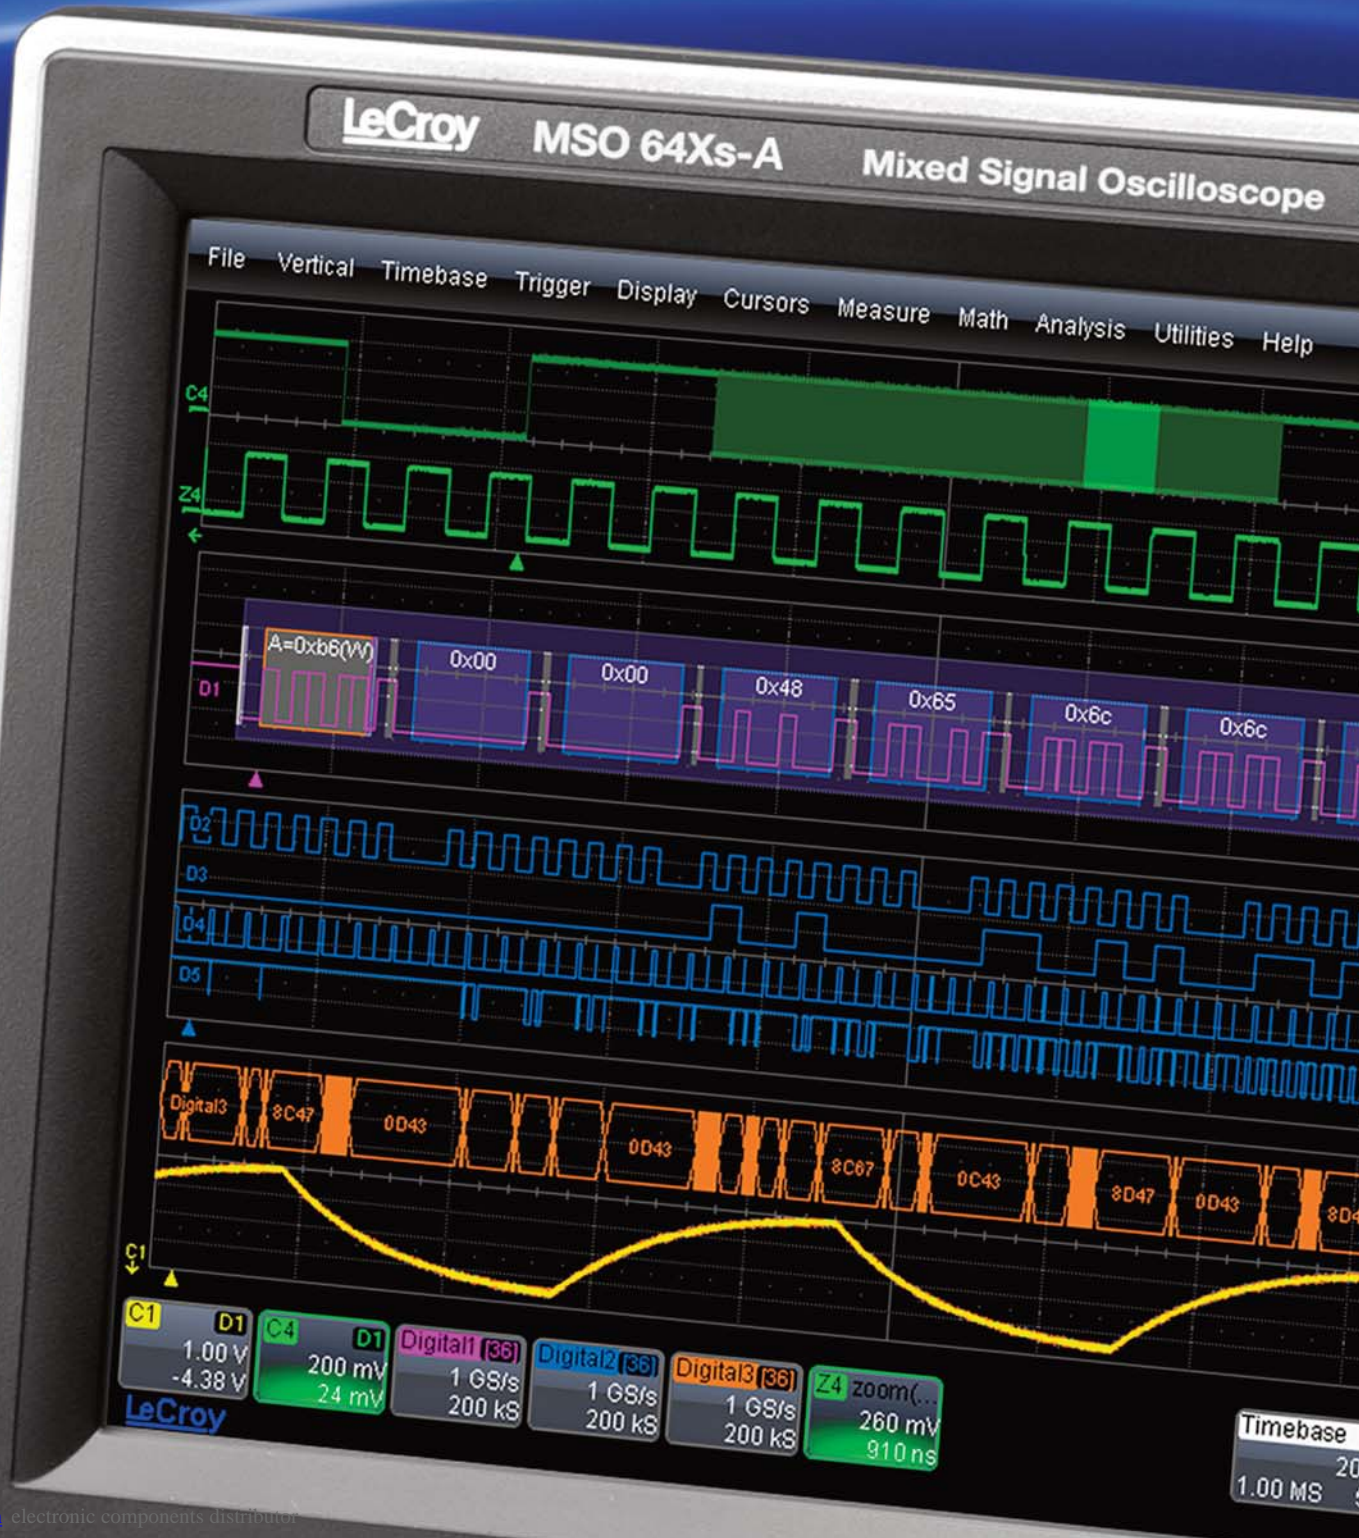 LeCroy MSO 64Xs-A Mixed Signal Oscilloscope
File Vertical Timebase Trigger Display Cursors Measure Math Analysis Utilities Help
C4
Z4
A=0xb6(W) 0x00 0x00 0x48 0x65 0x6c 0x6c
D1
D2
D3
D4
D5
Digital3 8C47 0D43 0D43 8C67 0C43 8D47 0D43 8D4
C1
C1 D1
1.00 V
-4.38 V
C4 D1
200 mV
24 mV
Digital1 [36]
1 GS/s
200 kS
Digital2 [36]
1 GS/s
200 kS
Digital3 [36]
1 GS/s
200 kS
Z4 zoom(...
260 mV
910 ns
LeCroy
Timebase
20
1.00 MS
electronic components distributor